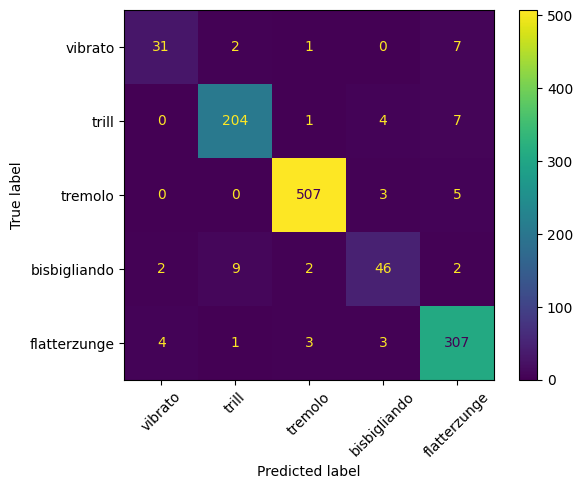 True label
vibrato 31 2 1 0 7
trill 0 204 1 4 7
tremolo 0 0 507 3 5
bisbigliando 2 9 2 46 2
flatterzunge 4 1 3 3 307
vibrato trill tremolo bisbigliando flatterzunge
Predicted label
500
400
300
200
100
0